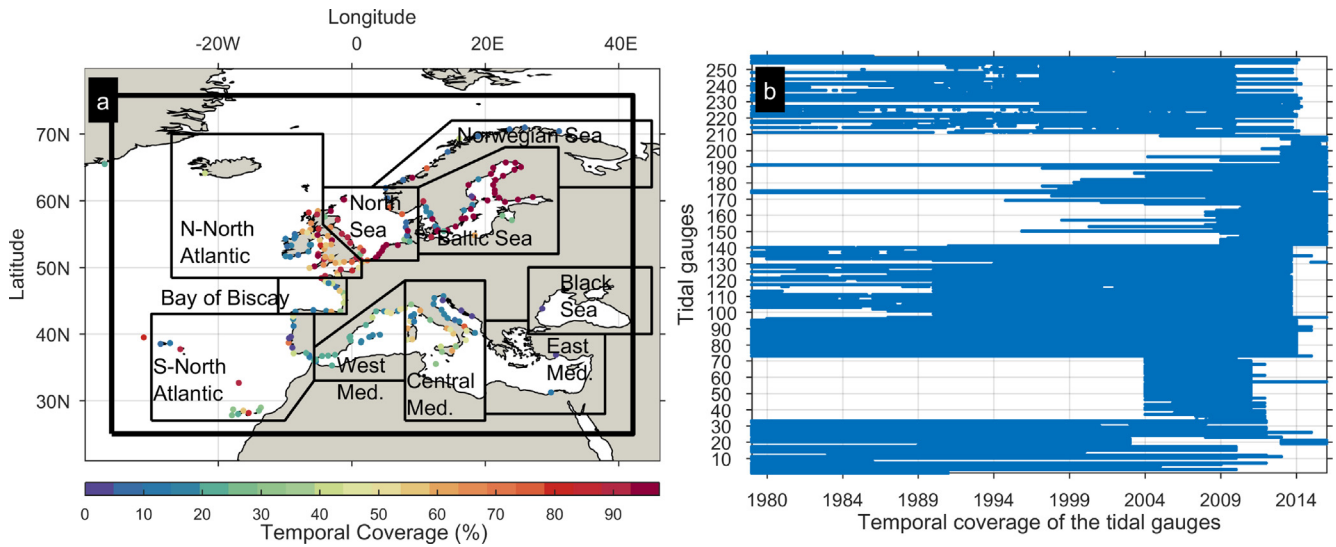 Longitude
-20W 0 20E 40E
a
70N
60N
50N
40N
30N
Latitude
Norwegian Sea
North
Sea
N-North
Atlantic
Baltic Sea
Bay of Biscay
Black
Sea
S-North
Atlantic
West
Med.
Central
Med.
East
Med.
0 10 20 30 40 50 60 70 80 90
Temporal Coverage (%)
b
250
240
230
220
210
200
190
180
170
160
150
140
130
120
110
100
90
80
70
60
50
40
30
20
10
Tidal gauges
1980 1984 1989 1994 1999 2004 2009 2014
Temporal coverage of the tidal gauges